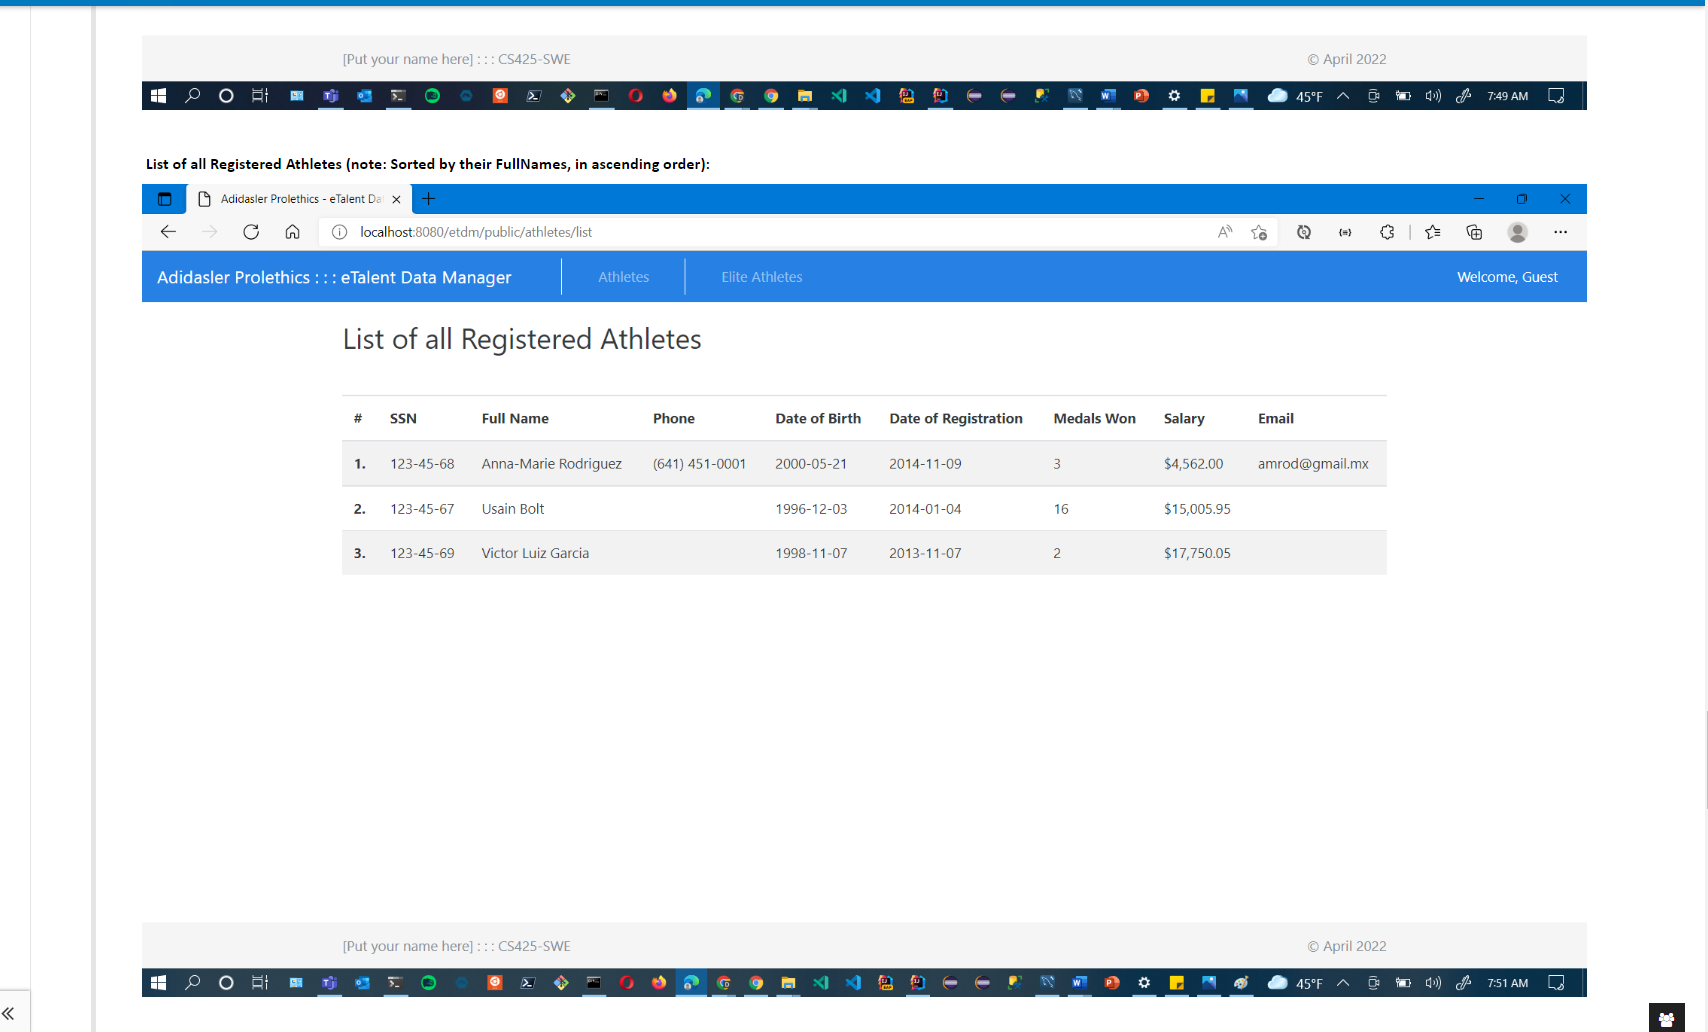 [Put your name here] : : : CS425-SWE © April 2022
45°F 7:49 AM
List of all Registered Athletes (note: Sorted by their FullNames, in ascending order):
Adidasler Prolethics - eTalent Da
localhost:8080/etdm/public/athletes/list
Adidasler Prolethics : : : eTalent Data Manager Athletes Elite Athletes Welcome, Guest
List of all Registered Athletes
# SSN Full Name Phone Date of Birth Date of Registration Medals Won Salary Email
1. 123-45-68 Anna-Marie Rodriguez (641) 451-0001 2000-05-21 2014-11-09 3 $4,562.00 amrod@gmail.mx
2. 123-45-67 Usain Bolt 1996-12-03 2014-01-04 16 $15,005.95
3. 123-45-69 Victor Luiz Garcia 1998-11-07 2013-11-07 2 $17,750.05
[Put your name here] : : : CS425-SWE © April 2022
45°F 7:51 AM